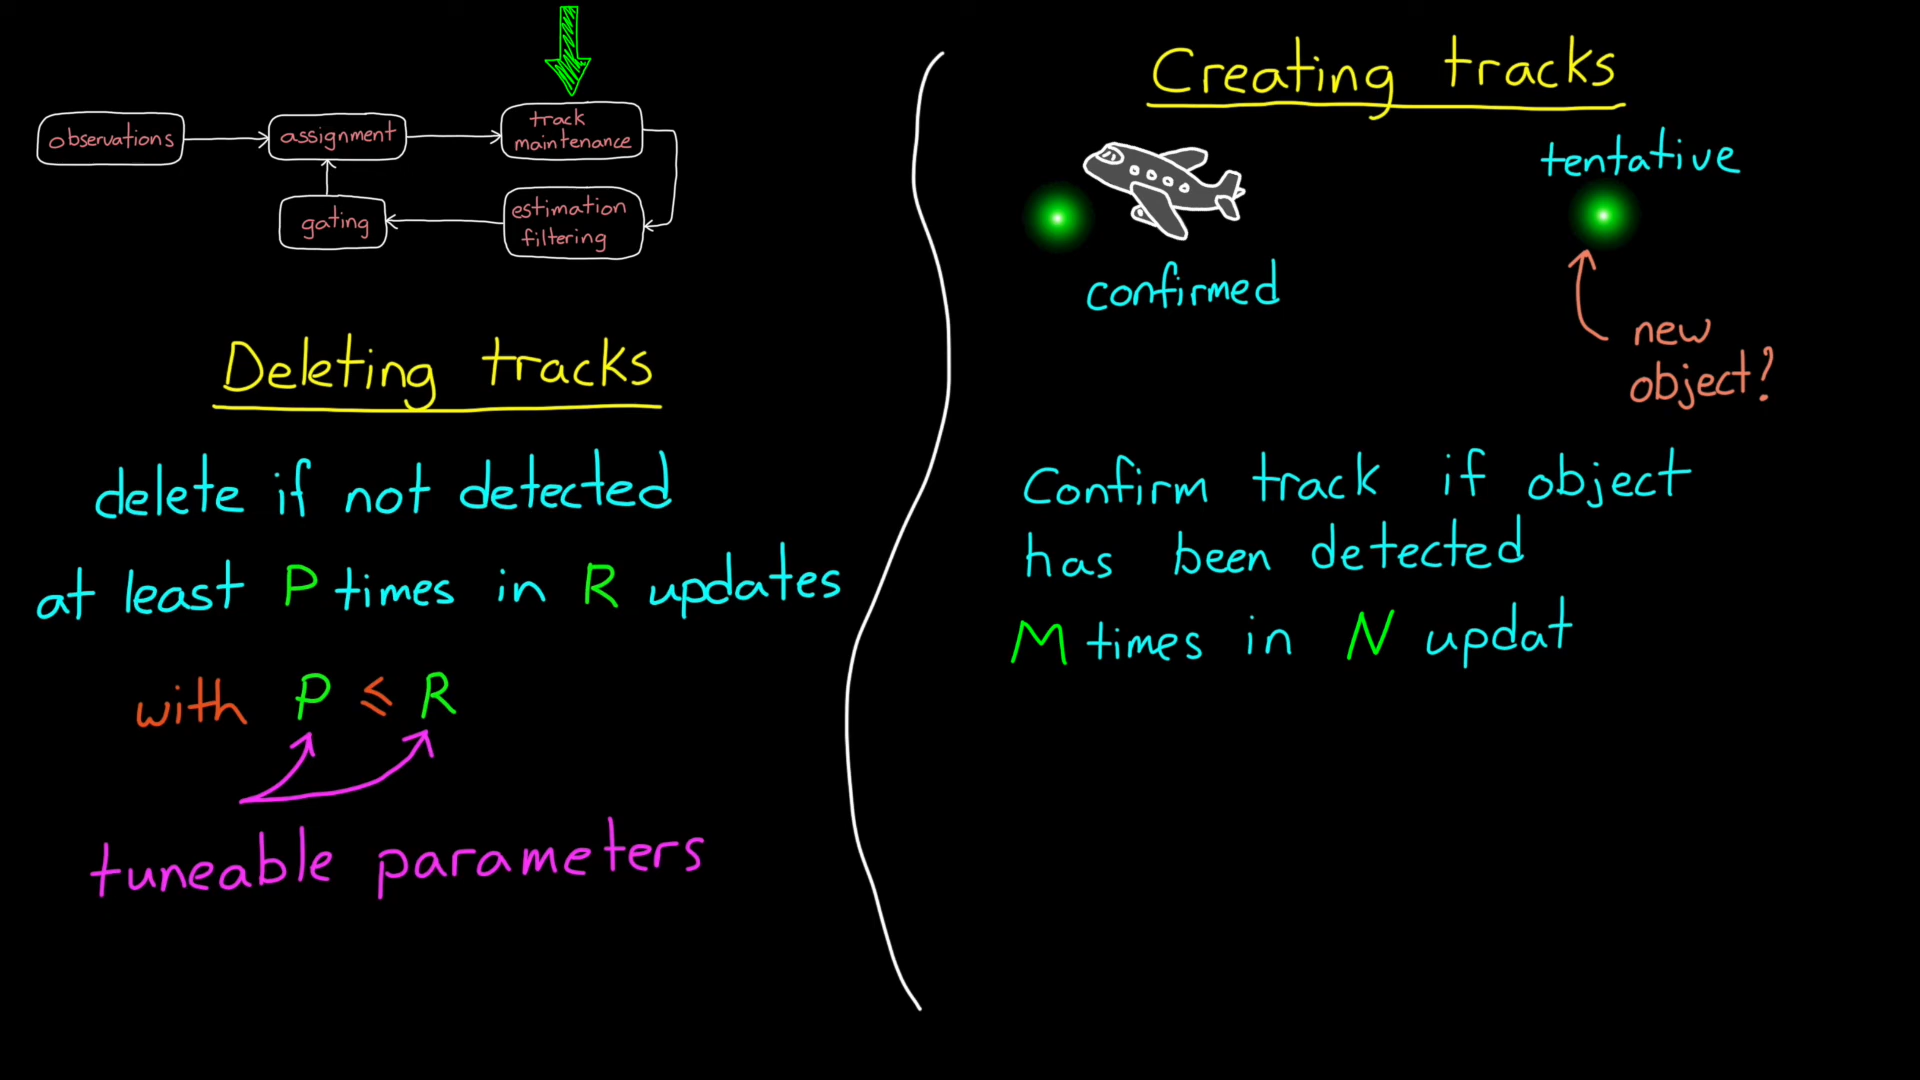 observations
assignment
track
maintenance
gating
estimation
filtering
Deleting tracks
delete if not detected
at least P times in R updates
with P ≤ R
tuneable parameters
Creating tracks
tentative
confirmed
new
object?
Confirm track if object
has been detected
M times in N updat